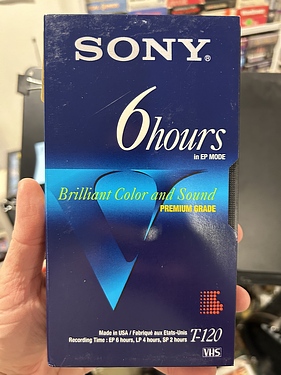 SONY®
6hours
in EP MODE
Brilliant Color and Sound
PREMIUM GRADE
Made in USA / Fabriqué aux Etats-Unis
Recording Time : EP 6 hours, LP 4 hours, SP 2 hours
T-120
VHS